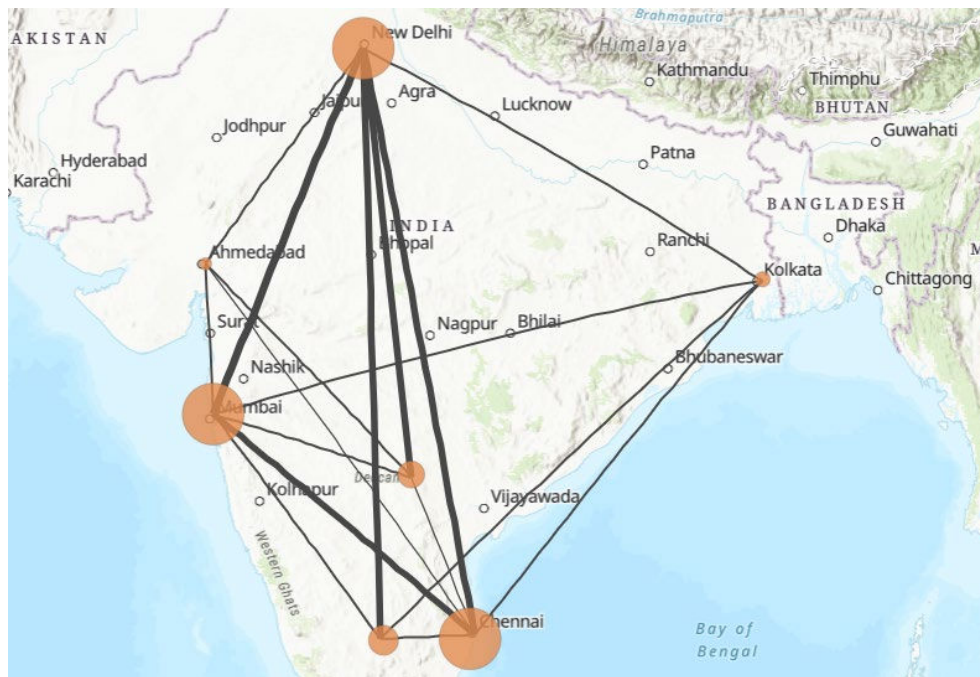 Brahmaputra
New Delhi
AKISTAN
Himalaya
Kathmandu
Thimphu
Agra
Lucknow
Jaipur
BHUTAN
Jodhpur
Guwahati
Hyderabad
Patna
Karachi
BANGLADESH
INDIA
Dhaka
Bhopal
Ranchi
Ahmedabad
Kolkata
Chittagong
M
Surat
Nagpur
Bhilai
Bhubaneswar
Nashik
Mumbai
Deccan
Kolhapur
Vijayawada
Western Ghats
Chennai
Bay of
Bengal